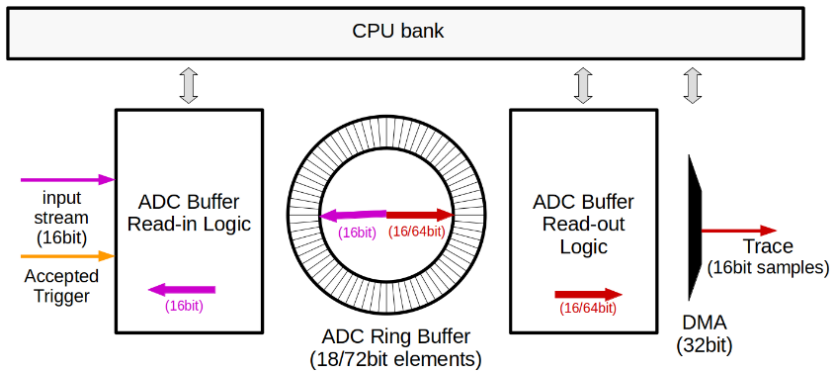 CPU bank
input
stream
(16bit)
Accepted
Trigger
ADC Buffer
Read-in Logic
(16bit)
(16bit)
(16/64bit)
ADC Ring Buffer
(18/72bit elements)
ADC Buffer
Read-out
Logic
(16/64bit)
Trace
(16bit samples)
DMA
(32bit)